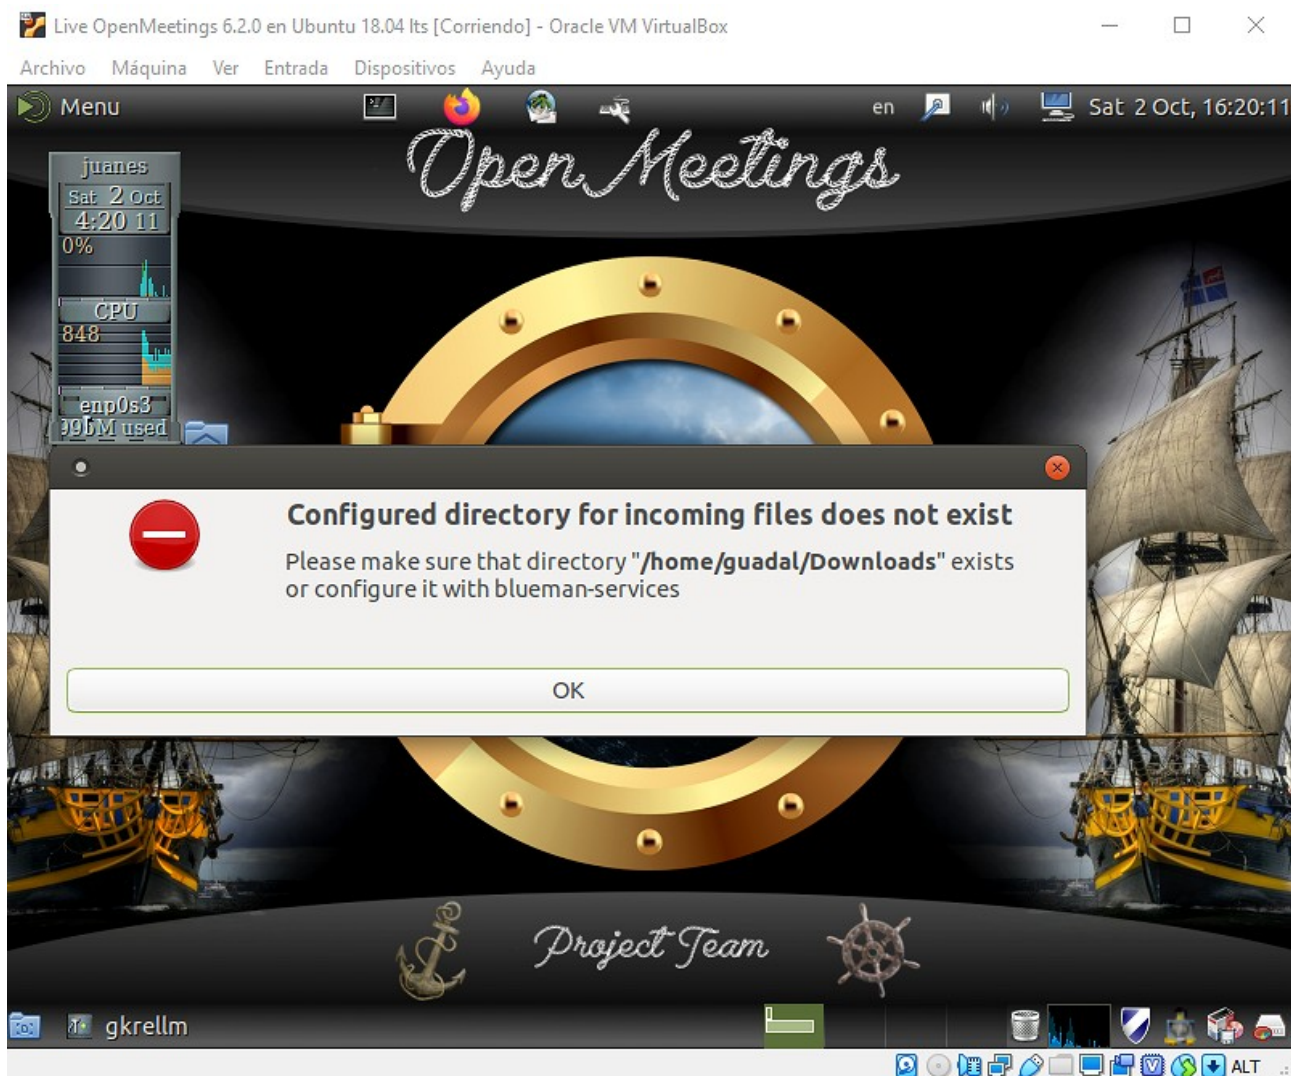 Live OpenMeetings 6.2.0 en Ubuntu 18.04 lts [Corriendo] - Oracle VM VirtualBox
Archivo Máquina Ver Entrada Dispositivos Ayuda
Menu en Sat 2 Oct, 16:20:11
Open Meetings
juanes
Sat 2 Oct
4:20 11
0%
CPU
848
enp0s3
M used
Configured directory for incoming files does not exist
Please make sure that directory "/home/guadal/Downloads" exists
or configure it with blueman-services
OK
Project Team
gkrellm
ALT